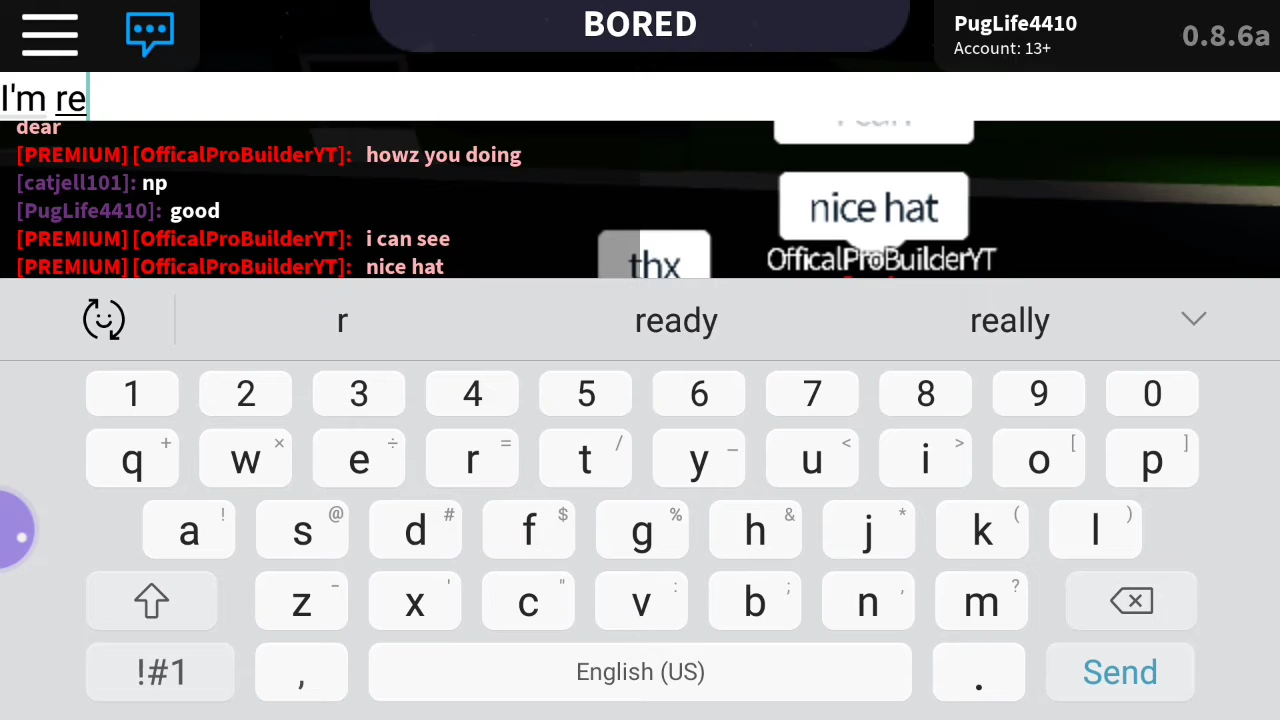 BORED
PugLife4410
Account: 13+
0.8.6a
I'm re
dear
[PREMIUM] [OfficalProBuilderYT]: howz you doing
[catjell101]: np
[PugLife4410]: good
[PREMIUM] [OfficalProBuilderYT]: i can see
[PREMIUM] [OfficalProBuilderYT]: nice hat
nice hat
OfficalProBuilderYT
thx
r ready really
1 2 3 4 5 6 7 8 9 0
q + w × e ÷ r = t / y _ u < i > o [ p ]
a ! s @ d # f $ g % h & j * k ( l )
z - x ' c " v : b ; n , m ?
!#1 , English (US) . Send